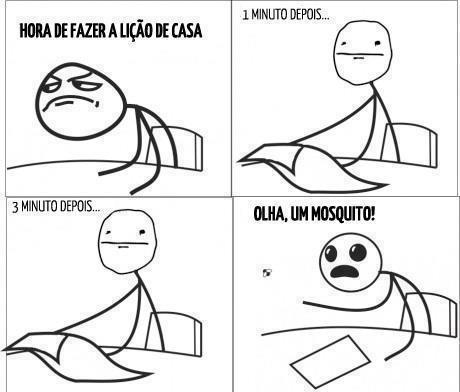 HORA DE FAZER A LIÇÃO DE CASA
1 MINUTO DEPOIS...
3 MINUTO DEPOIS...
OLHA, UM MOSQUITO!